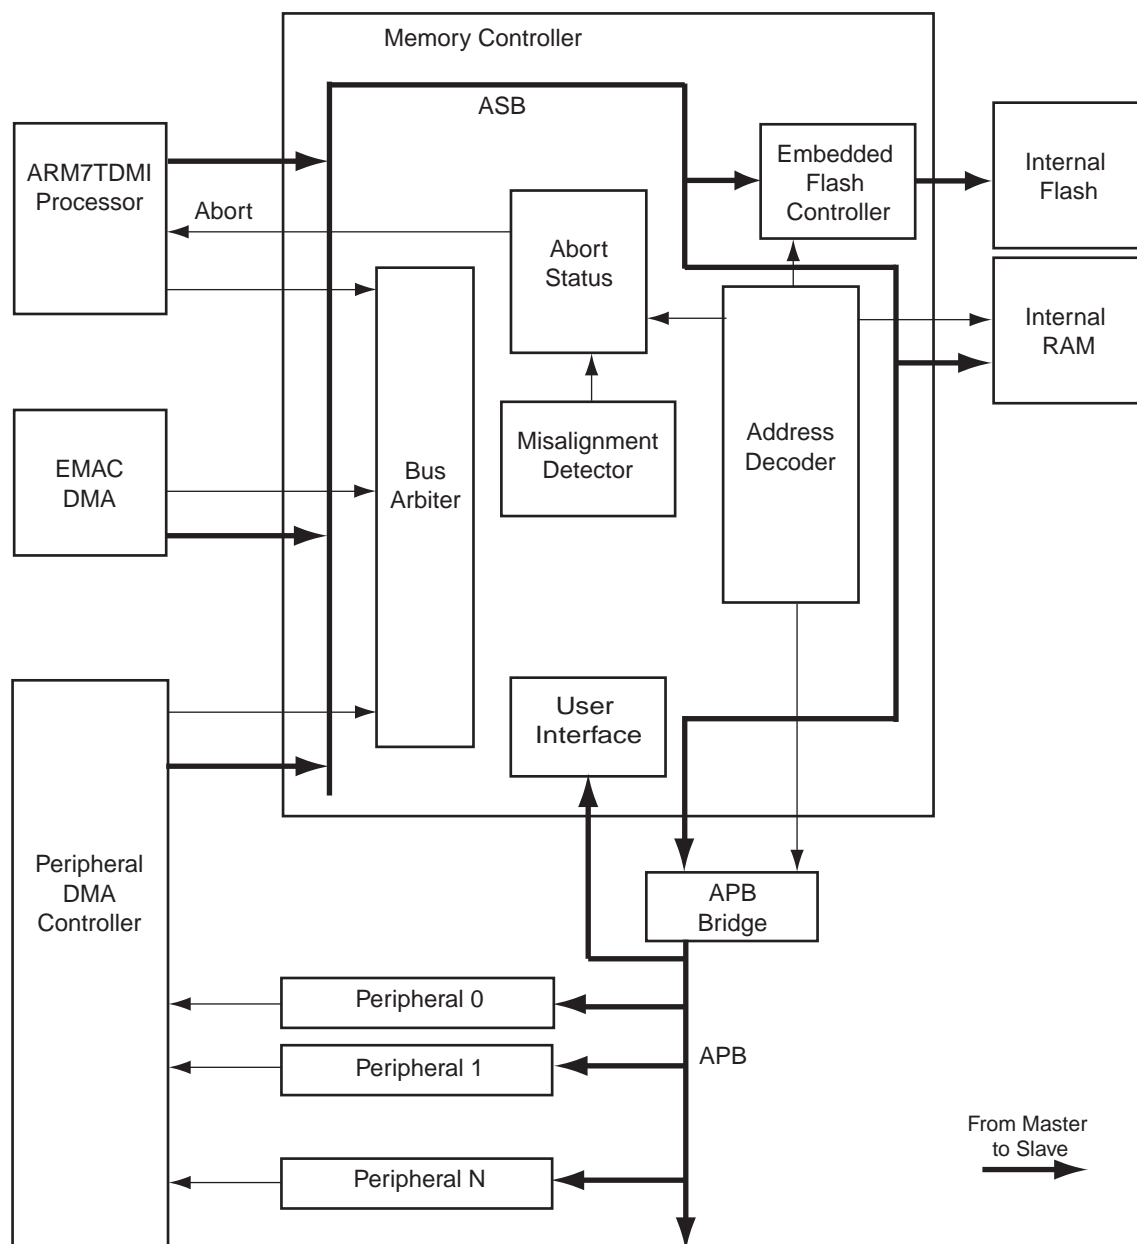 Memory Controller
ASB
ARM7TDMI
Processor
Abort
Embedded
Flash
Controller
Internal
Flash
Abort
Status
Internal
RAM
EMAC
DMA
Bus
Arbiter
Misalignment
Detector
Address
Decoder
User
Interface
Peripheral
DMA
Controller
APB
Bridge
Peripheral 0
Peripheral 1
APB
Peripheral N
From Master
to Slave